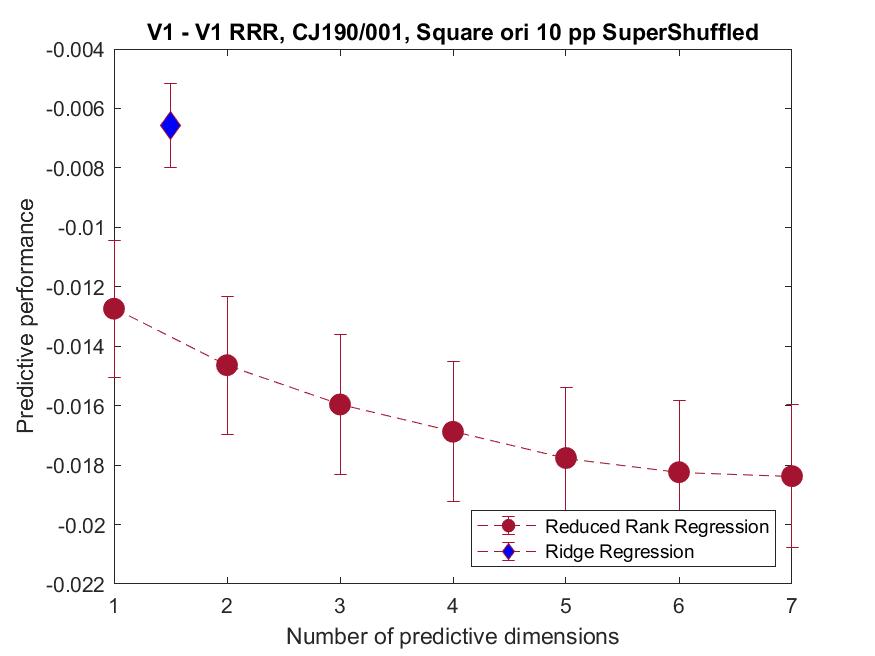 V1 - V1 RRR, CJ190/001, Square ori 10 pp SuperShuffled
-0.004
-0.006
-0.008
-0.01
-0.012
-0.014
-0.016
-0.018
-0.02
-0.022
Predictive performance
Reduced Rank Regression
Ridge Regression
1 2 3 4 5 6 7
Number of predictive dimensions